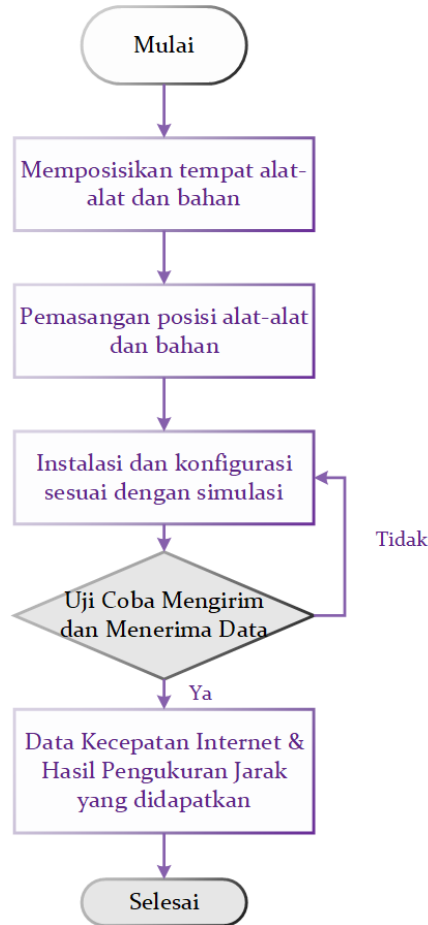 Mulai
Memposisikan tempat alat-
alat dan bahan
Pemasangan posisi alat-alat
dan bahan
Instalasi dan konfigurasi
sesuai dengan simulasi
Tidak
Uji Coba Mengirim
dan Menerima Data
Ya
Data Kecepatan Internet &
Hasil Pengukuran Jarak
yang didapatkan
Selesai